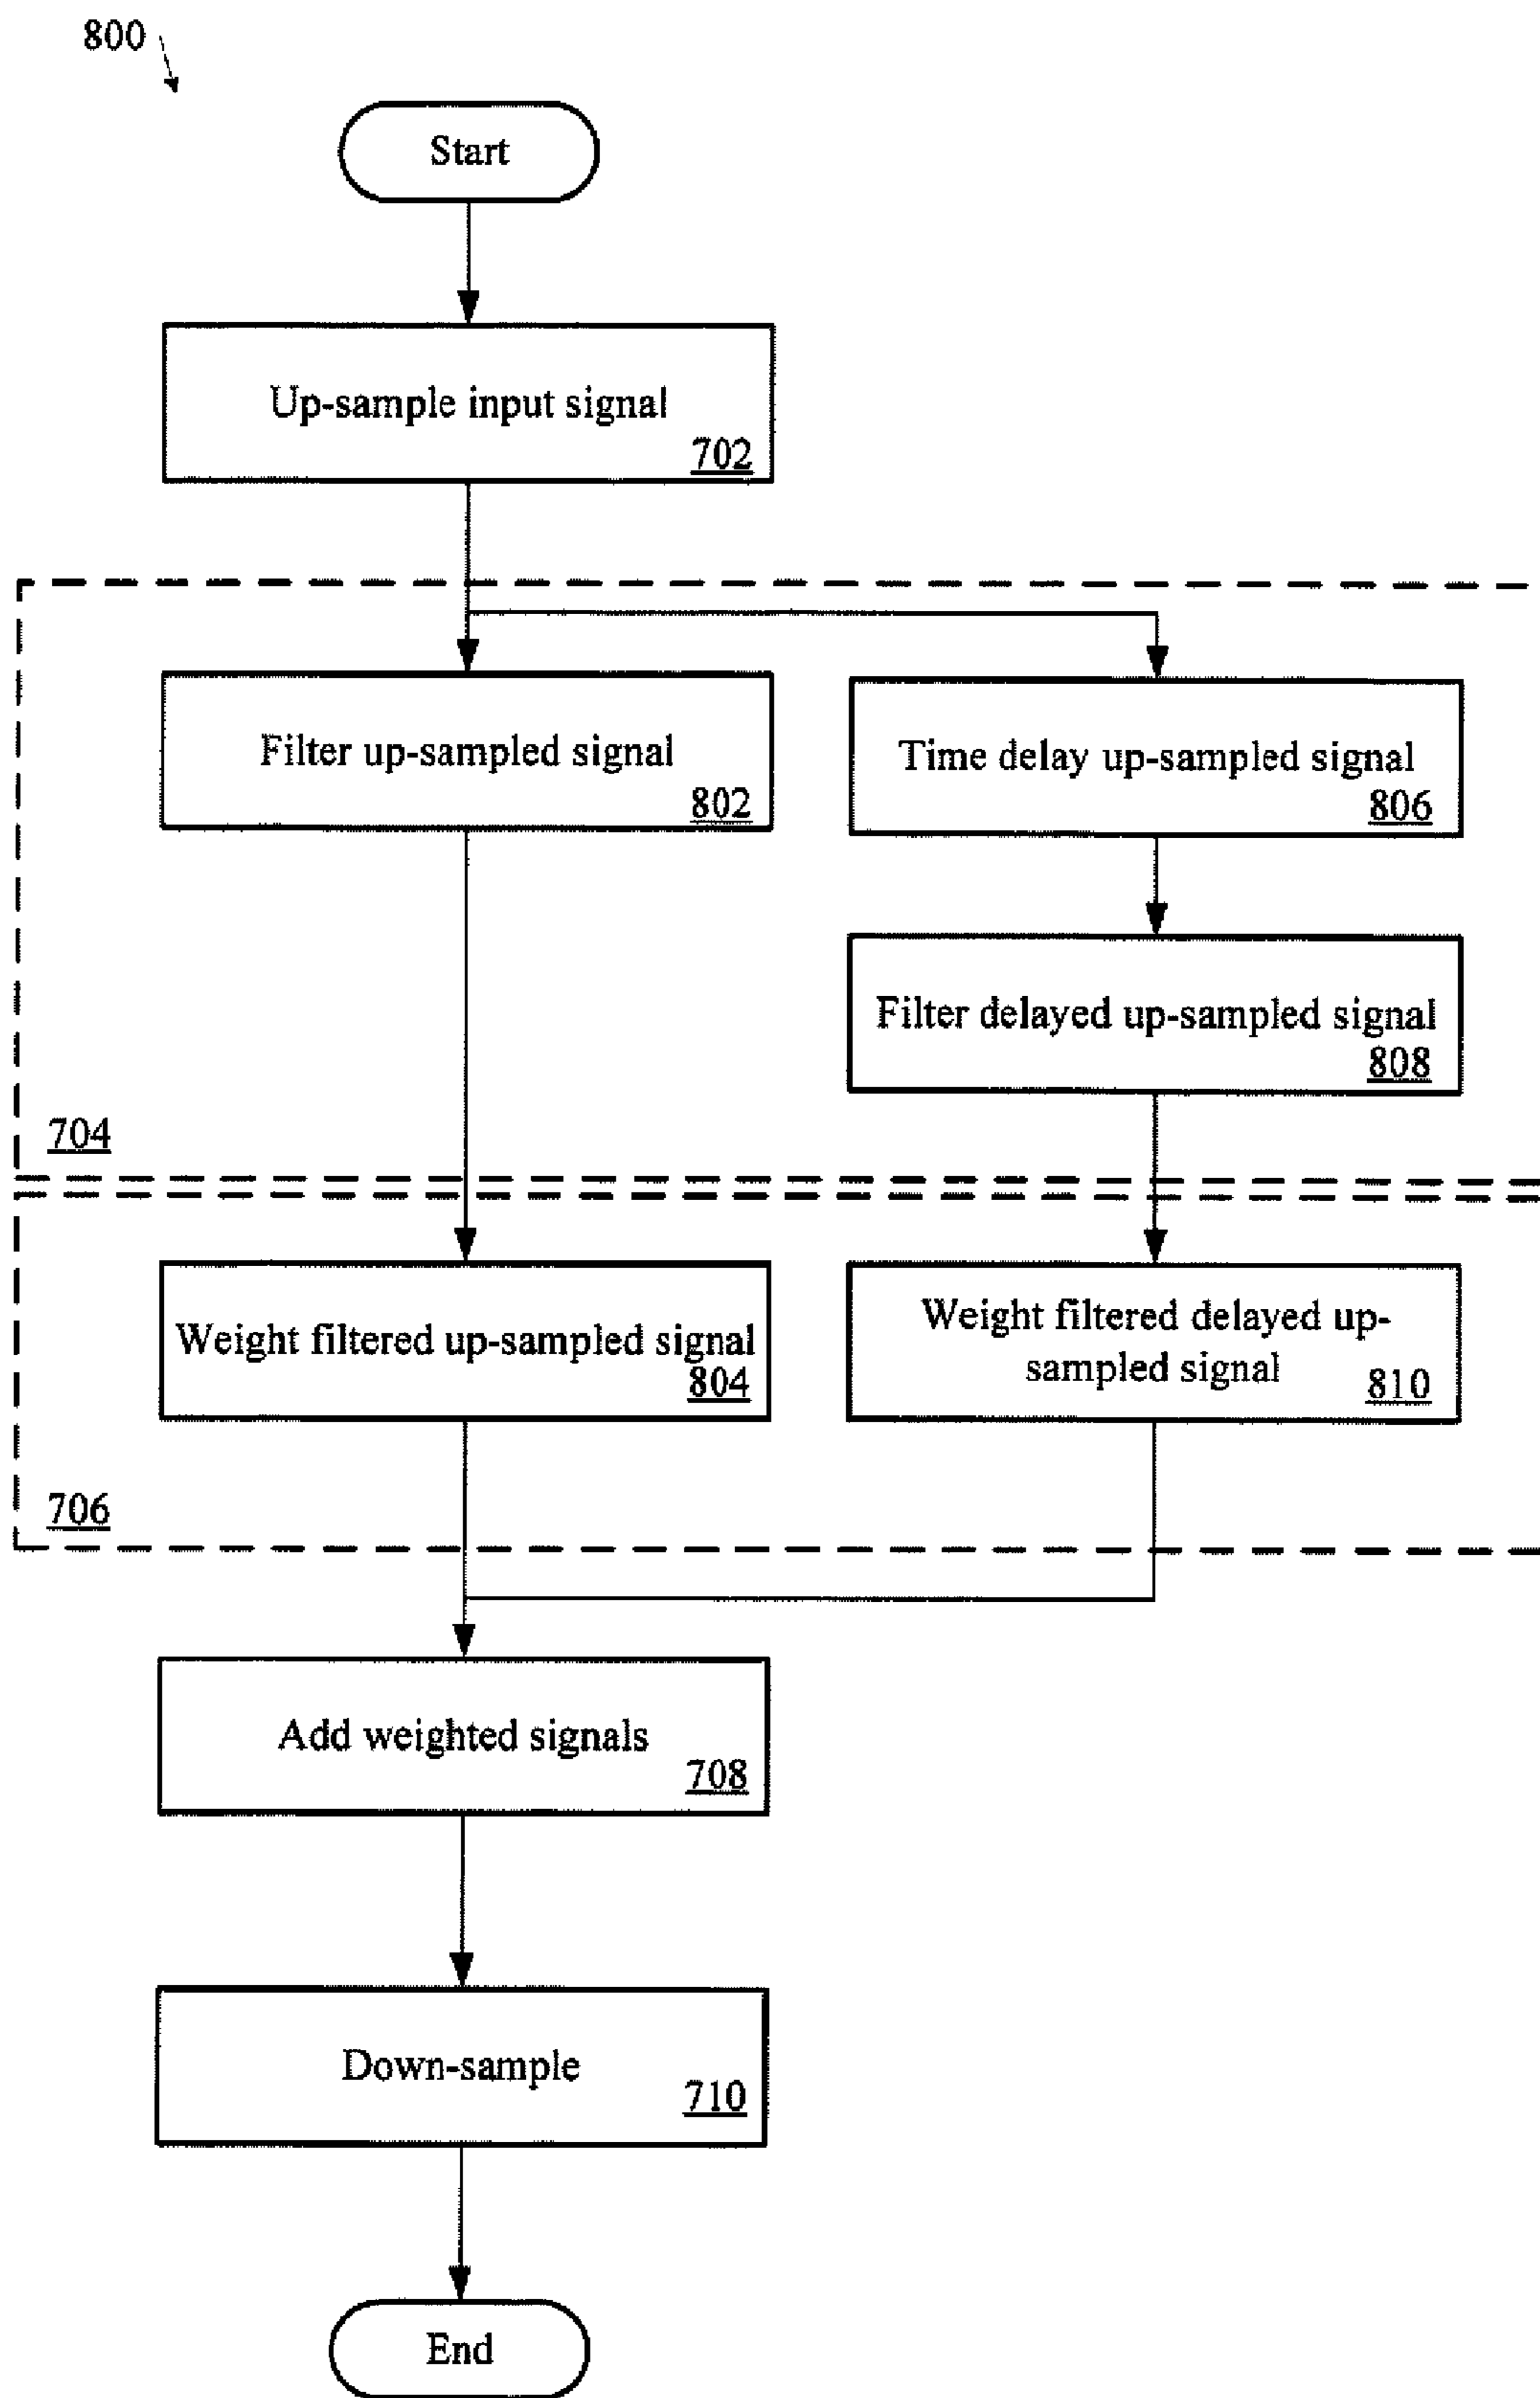 800
Start
Up-sample input signal
702
Filter up-sampled signal
802
Time delay up-sampled signal
806
Filter delayed up-sampled signal
808
704
Weight filtered up-sampled signal
804
Weight filtered delayed up-
sampled signal
810
706
Add weighted signals
708
Down-sample
710
End